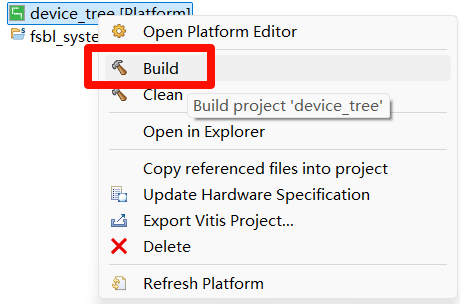 device_tree [Platform]
fsbl_syste
Open Platform Editor
Build
Clean
Build project 'device_tree'
Open in Explorer
Copy referenced files into project
Update Hardware Specification
Export Vitis Project...
Delete
Refresh Platform